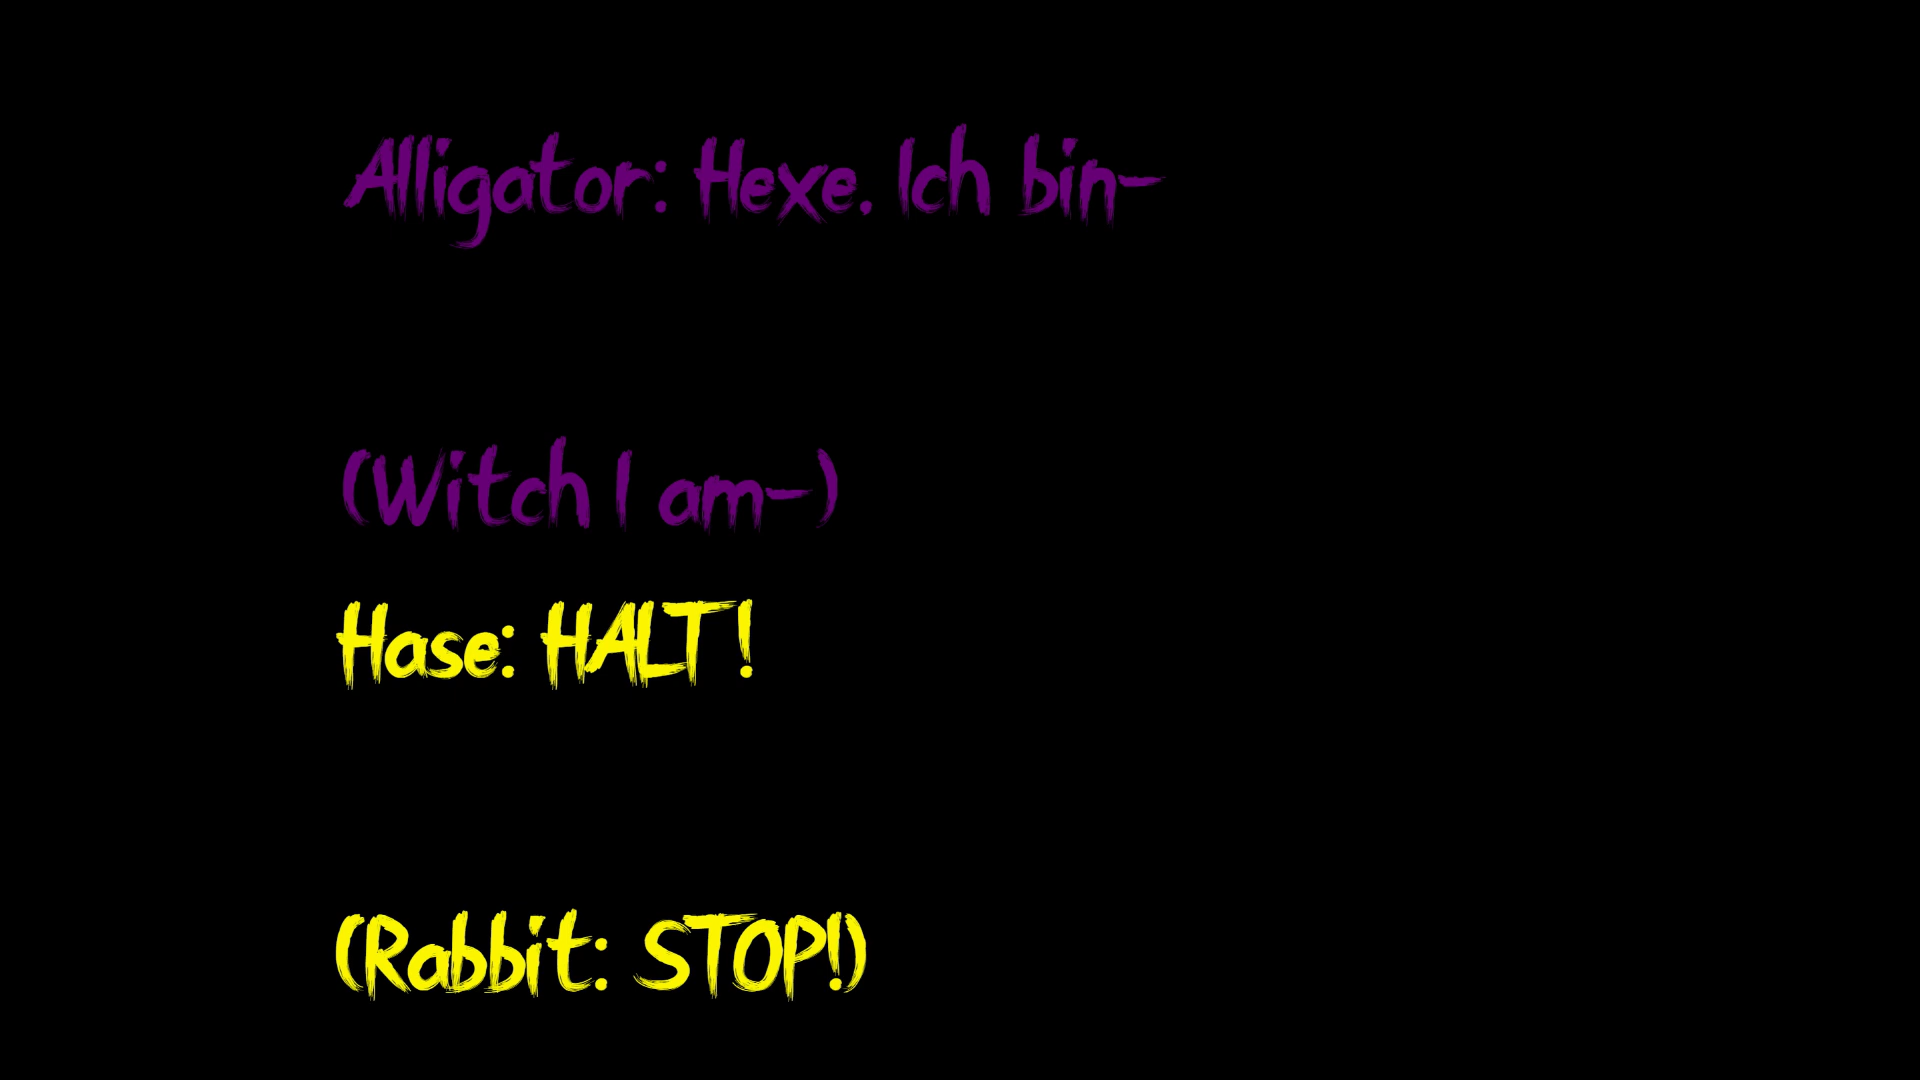 Alligator: Hexe. Ich bin-
(Witch I am-)
Hase: HALT!
(Rabbit: STOP!)